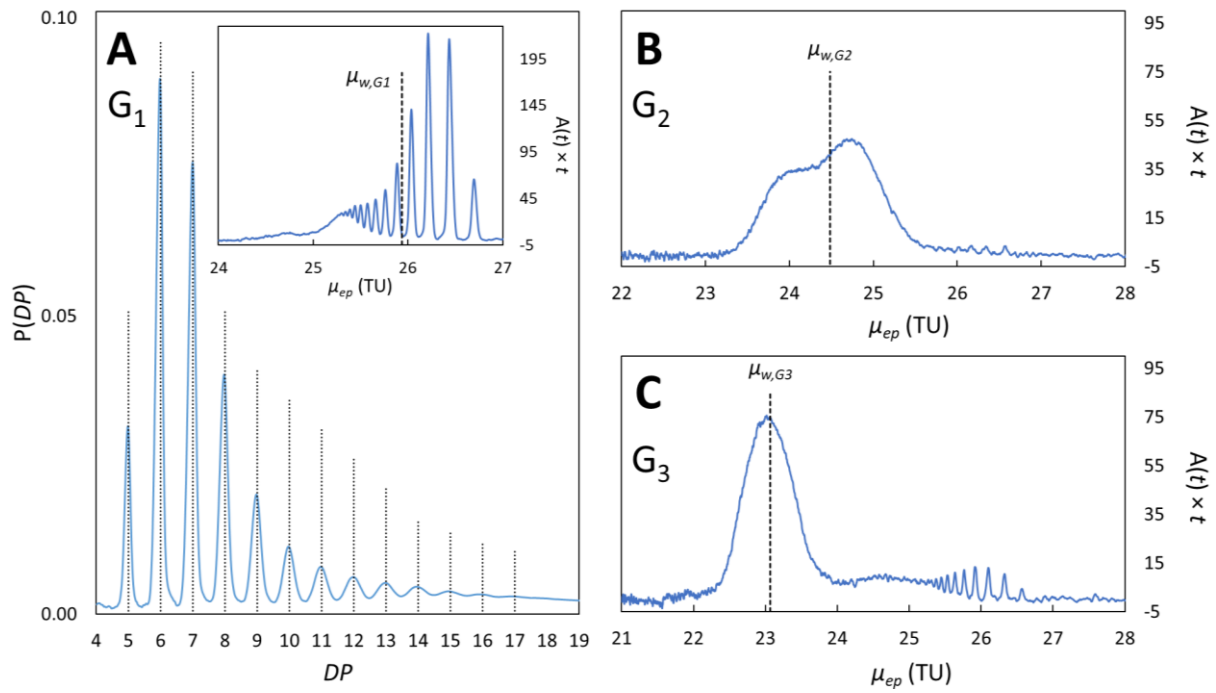 A
G1
P(DP)
0.10
0.05
0.00
4 5 6 7 8 9 10 11 12 13 14 15 16 17 18 19
DP
μw,G1
195
145
95
45
-5
A(t) × t
24 25 26 27
μep (TU)
B
G2
μw,G2
95
75
55
35
15
-5
A(t) × t
22 23 24 25 26 27 28
μep (TU)
C
G3
μw,G3
95
75
55
35
15
-5
A(t) × t
21 22 23 24 25 26 27 28
μep (TU)